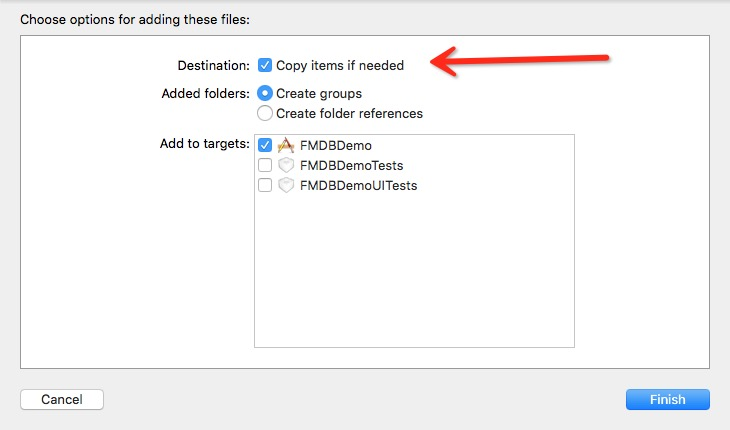 Choose options for adding these files:
Destination: Copy items if needed
Added folders: Create groups
Create folder references
Add to targets: FMDBDemo
FMDBDemoTests
FMDBDemoUITests
Cancel Finish